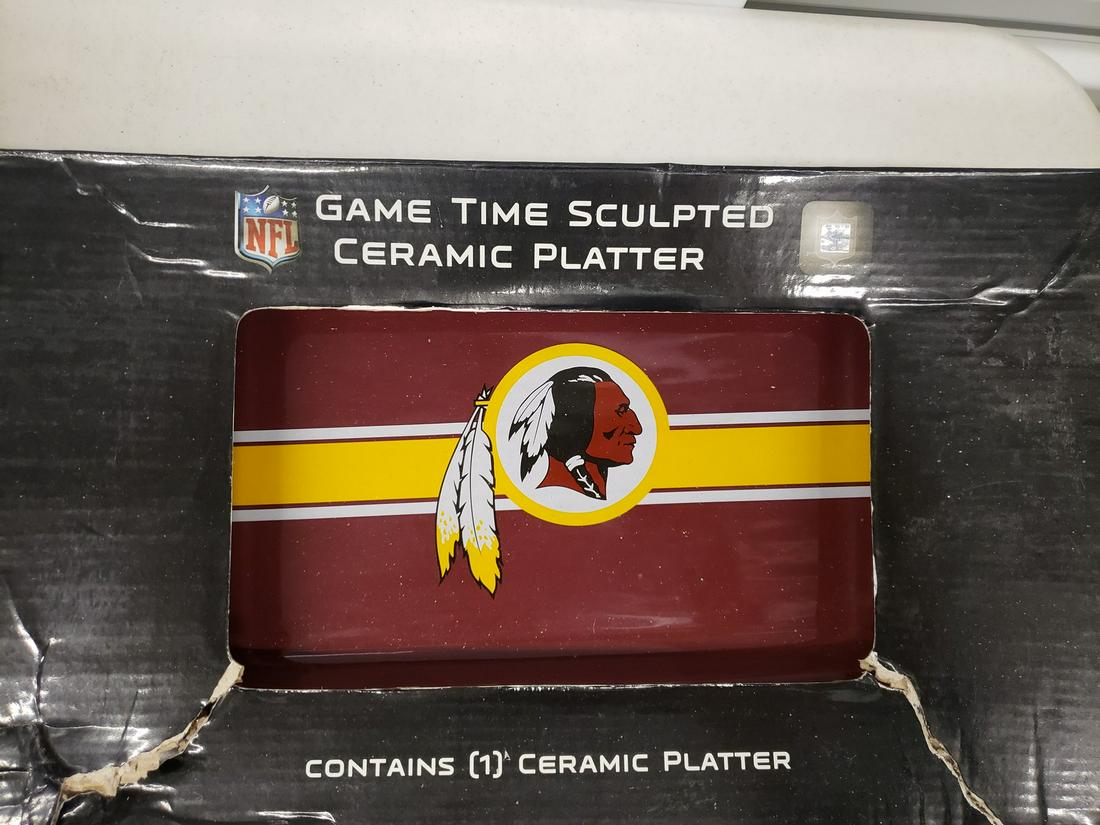 NFL
GAME TIME SCULPTED
CERAMIC PLATTER
CONTAINS (1) CERAMIC PLATTER